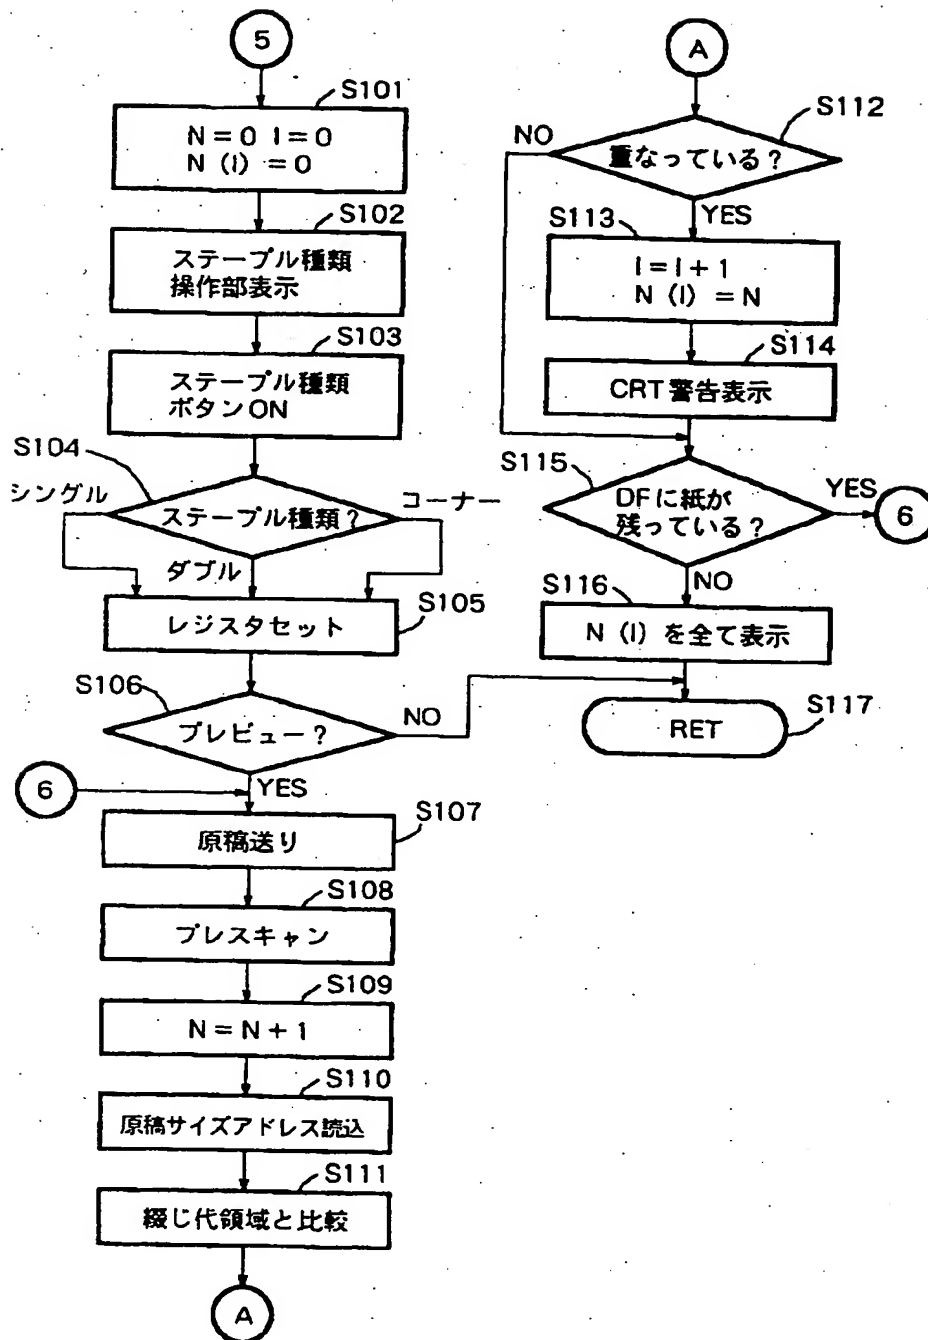 5
S101
N=0 I=0
N (I) =0
S102
ステープル種類
操作部表示
S103
ステープル種類
ボタンON
S104
シングル
コーナー
ステープル種類?
ダブル
S105
レジスタセット
S106
プレビュー?
NO
YES
6
S107
原稿送り
S108
プレスキャン
S109
N=N+1
S110
原稿サイズアドレス読込
S111
綴じ代領域と比較
A
A
S112
NO
重なっている?
YES
S113
I=I+1
N (I) =N
S114
CRT 警告表示
S115
DFに紙が
残っている?
YES
6
NO
S116
N (I) を全て表示
S117
RET